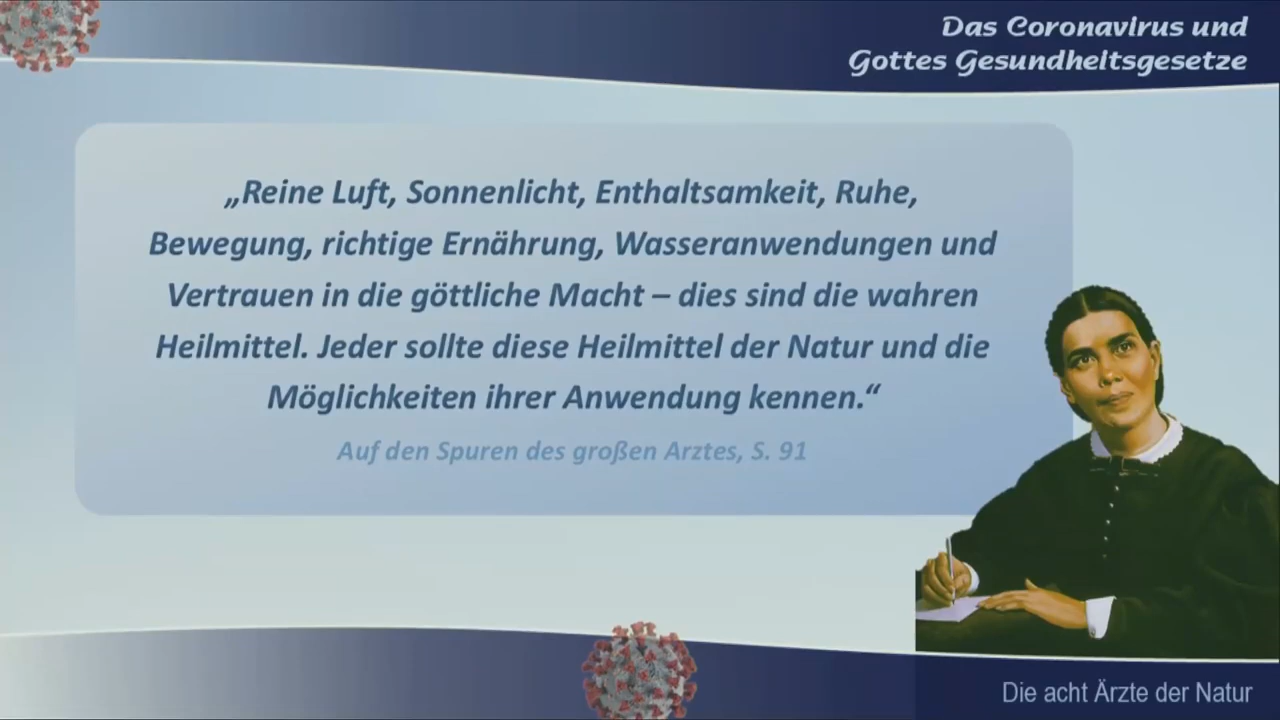 Das Coronavirus und
Gottes Gesundheitsgesetze
„Reine Luft, Sonnenlicht, Enthaltsamkeit, Ruhe,
Bewegung, richtige Ernährung, Wasseranwendungen und
Vertrauen in die göttliche Macht – dies sind die wahren
Heilmittel. Jeder sollte diese Heilmittel der Natur und die
Möglichkeiten ihrer Anwendung kennen.“
Auf den Spuren des großen Arztes, S. 91
Die acht Ärzte der Natur